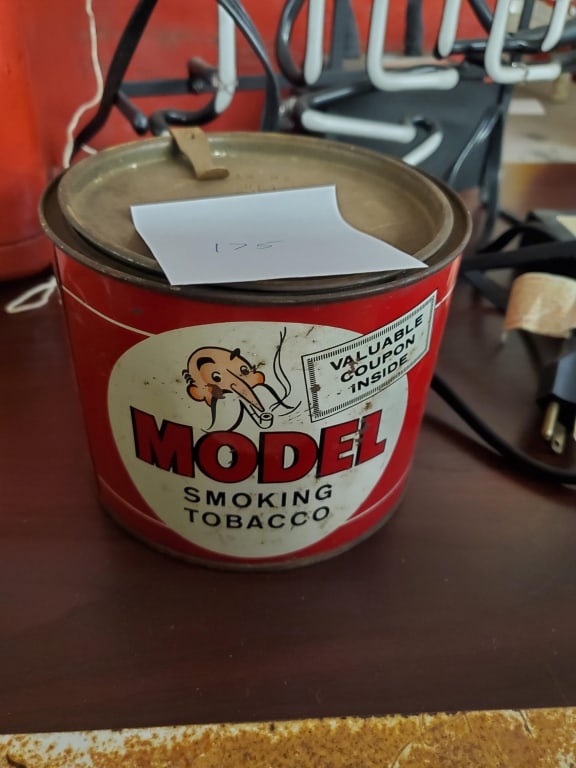 175
VALUABLE
COUPON
INSIDE
MODEL
SMOKING
TOBACCO